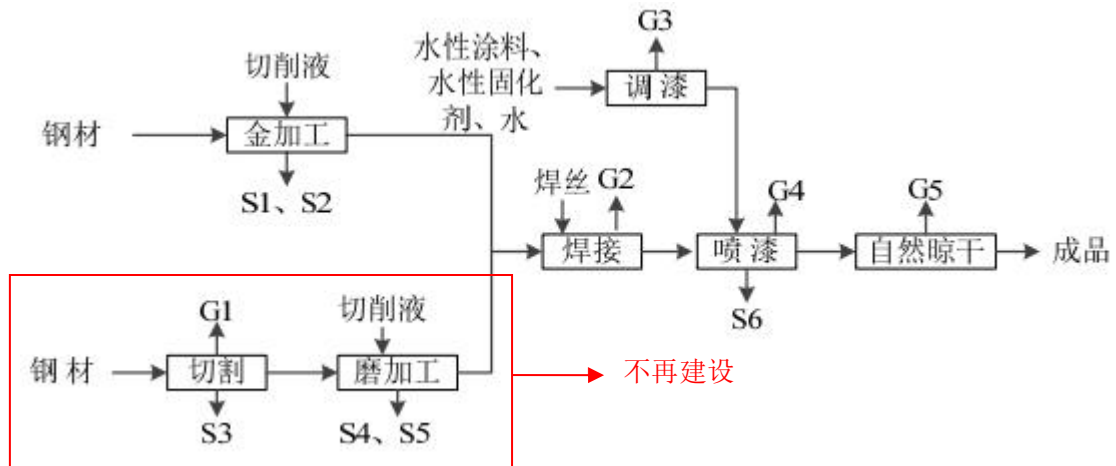 G3
水性涂料、
水性固化
剂、水
调漆
切削液
钢材
金加工
S1、S2
焊丝
G2
G4
G5
焊接
喷漆
自然晾干
成品
S6
G1
切削液
钢材
切割
磨加工
不再建设
S3
S4、S5